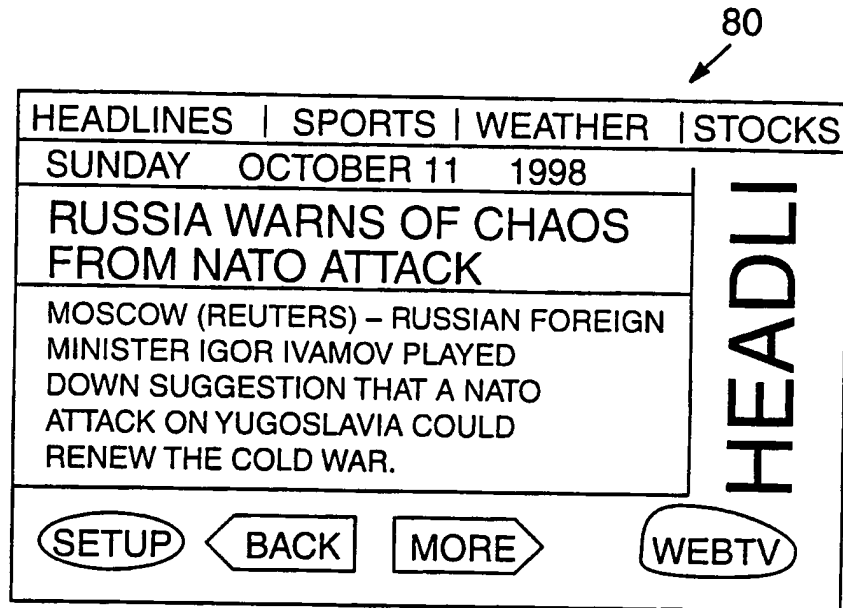 80
HEADLINES | SPORTS | WEATHER | STOCKS
SUNDAY OCTOBER 11 1998
RUSSIA WARNS OF CHAOS
FROM NATO ATTACK
MOSCOW (REUTERS) – RUSSIAN FOREIGN
MINISTER IGOR IVAMOV PLAYED
DOWN SUGGESTION THAT A NATO
ATTACK ON YUGOSLAVIA COULD
RENEW THE COLD WAR.
HEADLI
SETUP BACK MORE WEBTV